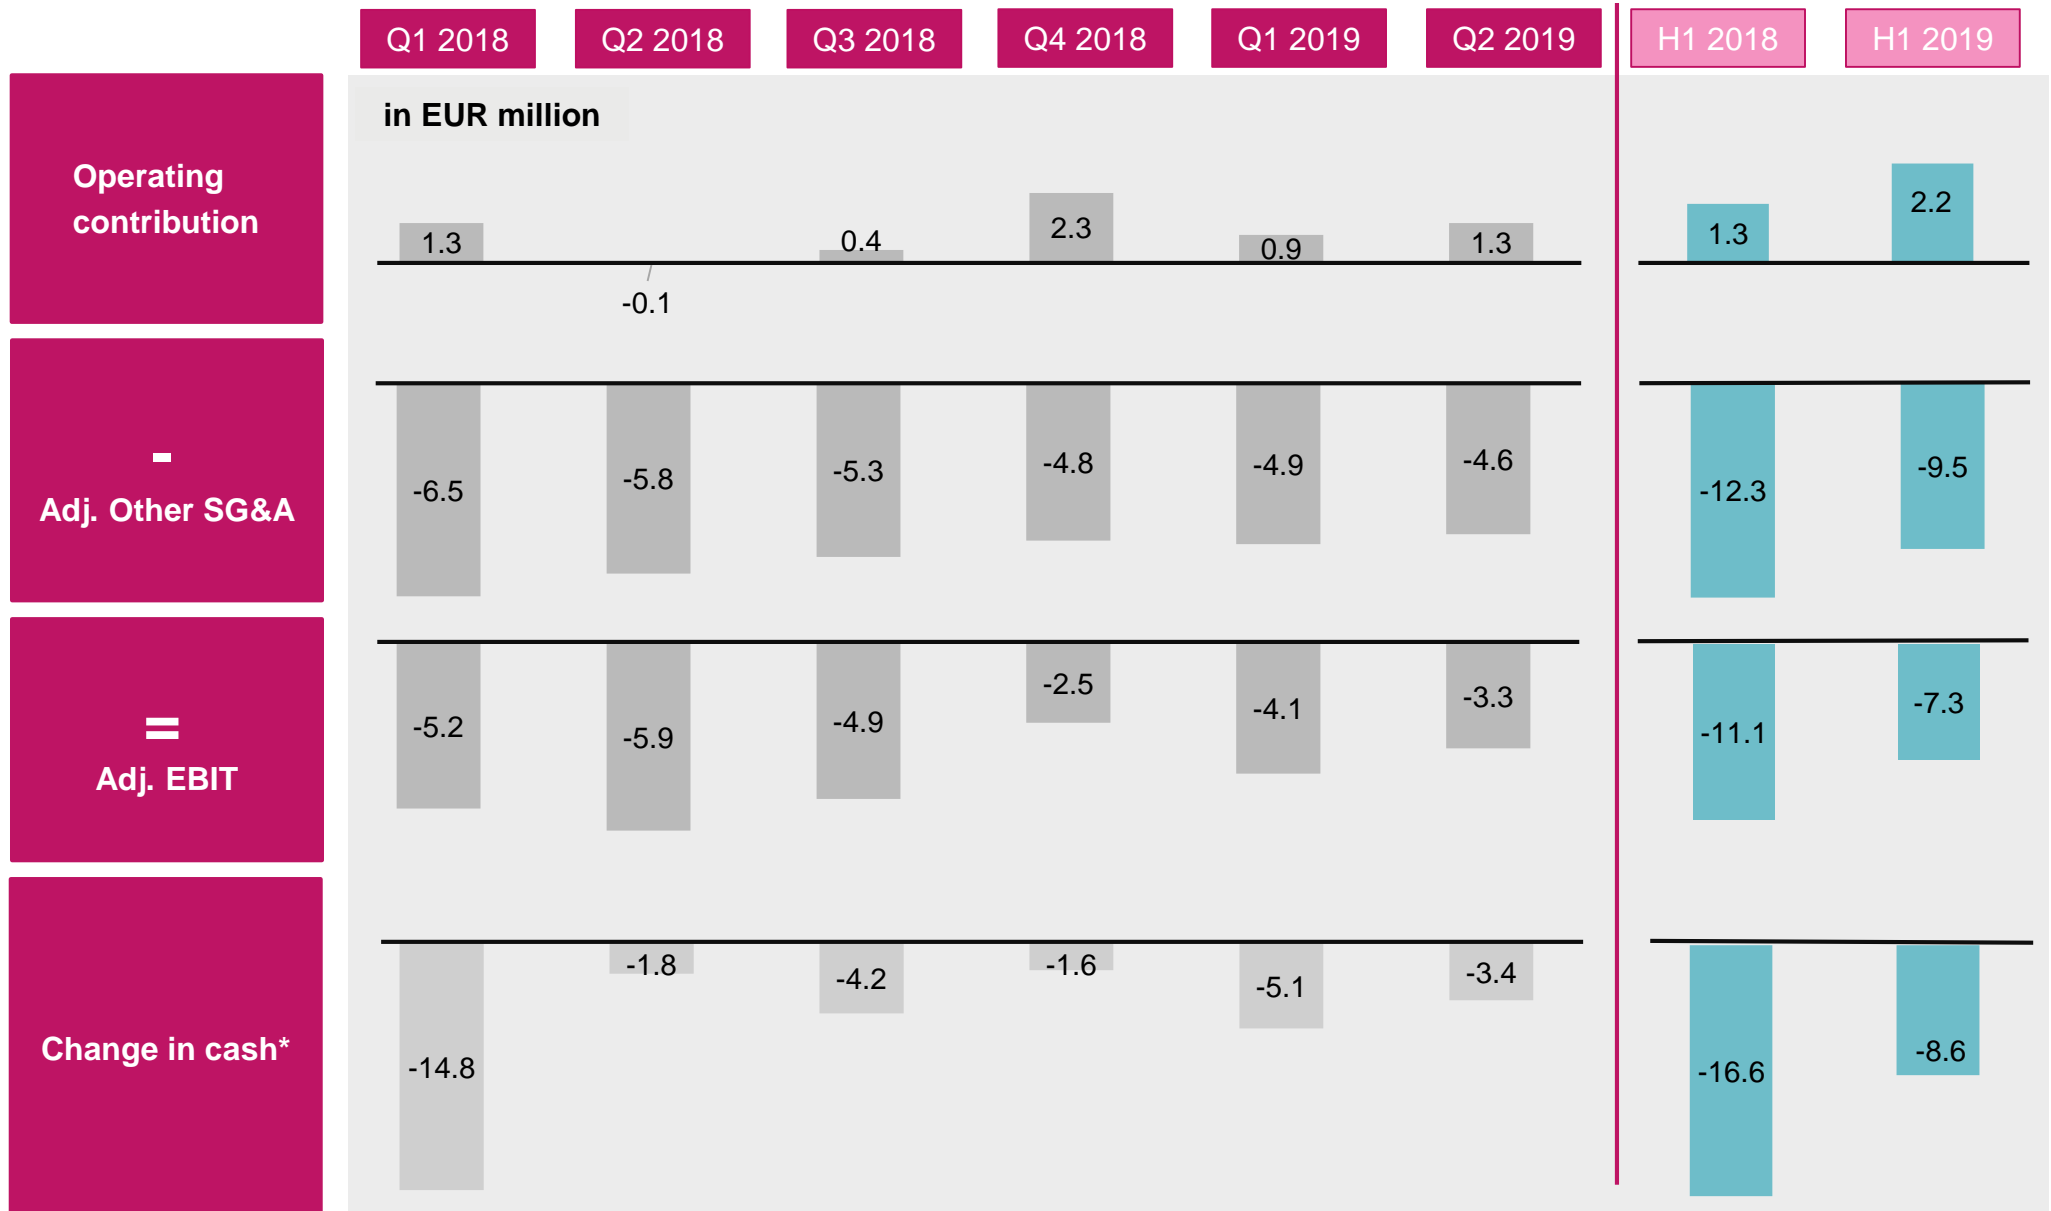 Q1 2018 Q2 2018 Q3 2018 Q4 2018 Q1 2019 Q2 2019 H1 2018 H1 2019
in EUR million
Operating
contribution
1.3 -0.1 0.4 2.3 0.9 1.3 1.3 2.2
-
Adj. Other SG&A
-6.5 -5.8 -5.3 -4.8 -4.9 -4.6 -12.3 -9.5
=
Adj. EBIT
-5.2 -5.9 -4.9 -2.5 -4.1 -3.3 -11.1 -7.3
Change in cash*
-14.8 -1.8 -4.2 -1.6 -5.1 -3.4 -16.6 -8.6